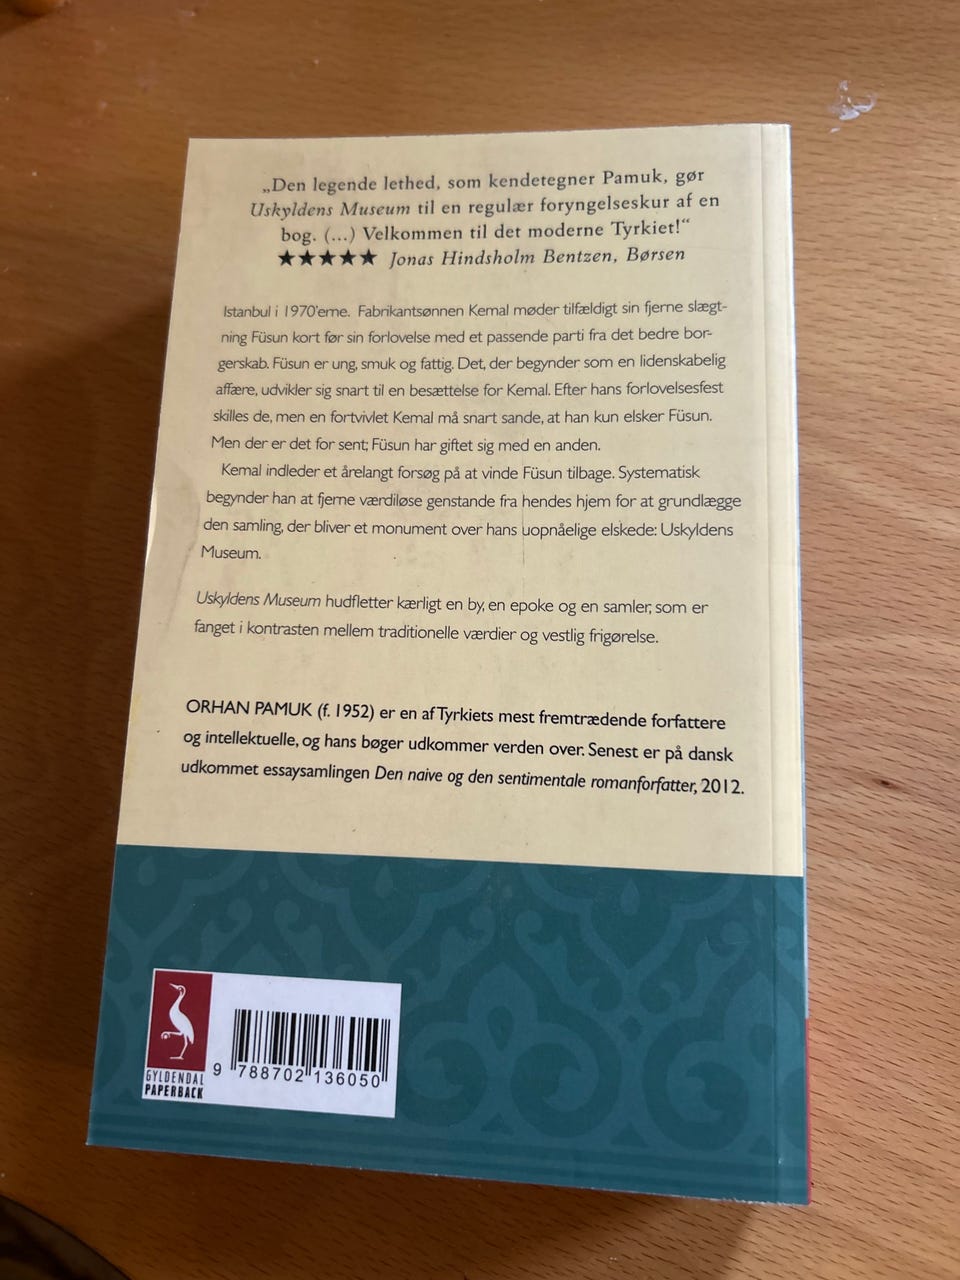 „Den legende lethed, som kendetegner Pamuk, gør
Uskyldens Museum til en regulær foryngelseskur af en
bog. (...) Velkommen til det moderne Tyrkiet!“
★★★★★ Jonas Hindsholm Bentzen, Børsen
Istanbul i 1970'erne. Fabrikantsønnen Kemal møder tilfældigt sin fjerne slægt-
ning Füsun kort før sin forlovelse med et passende parti fra det bedre bor-
gerskab. Füsun er ung, smuk og fattig. Det, der begynder som en lidenskabelig
affære, udvikler sig snart til en besættelse for Kemal. Efter hans forlovelsesfest
skilles de, men en fortvivlet Kemal må snart sande, at han kun elsker Füsun.
Men der er det for sent; Füsun har giftet sig med en anden.
Kemal indleder et årelangt forsøg på at vinde Füsun tilbage. Systematisk
begynder han at fjerne værdiløse genstande fra hendes hjem for at grundlægge
den samling, der bliver et monument over hans uopnåelige elskede: Uskyldens
Museum.
Uskyldens Museum hudfletter kærligt en by, en epoke og en samler, som er
fanget i kontrasten mellem traditionelle værdier og vestlig frigørelse.
ORHAN PAMUK (f. 1952) er en af Tyrkiets mest fremtrædende forfattere
og intellektuelle, og hans bøger udkommer verden over. Senest er på dansk
udkommet essaysamlingen Den naive og den sentimentale romanforfatter, 2012.
GYLDENDAL
PAPERBACK
9 788702 136050